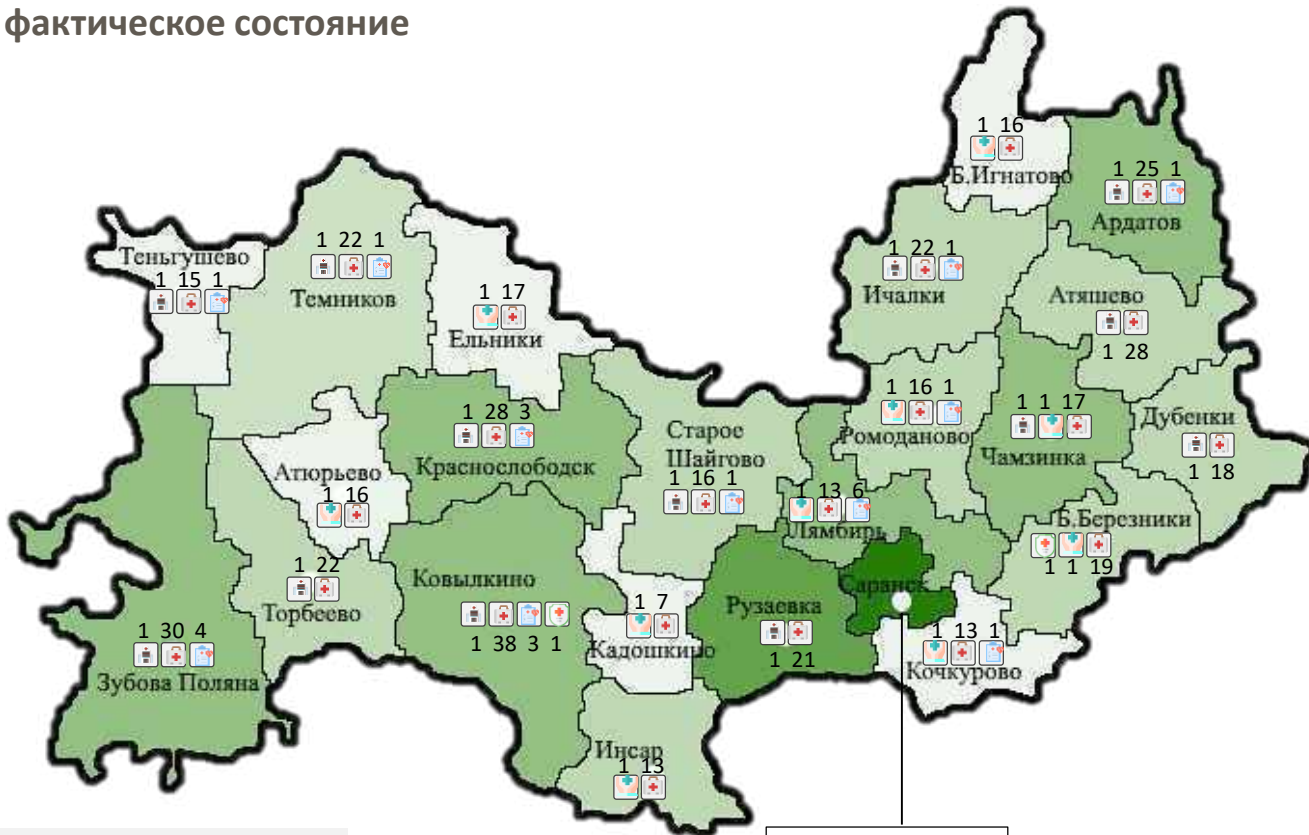 фактическое состояние
1 16
Б.Игнатово
1 25 1
Ардатов
Теньгушево
1 15 1
1 22 1
Темников
1 17
Ельники
1 22 1
Ичалки
Атяшево
1 28
1 28 3
Краснослободск
Старое
Шайгово
1 16 1
1 16 1
Ромоданово
1 1 17
Чамзинка
Дубенки
1 18
Атюрьево
1 16
1 13 6
Лямбирь
Б.Березники
1 1 19
1 22
Торбеево
Ковылкино
1 38 3 1
1 7
Кадошкино
Рузаевка
1 21
Саранск
1 13 1
Кочкурово
1 30 4
Зубова Поляна
Инсар
1 13